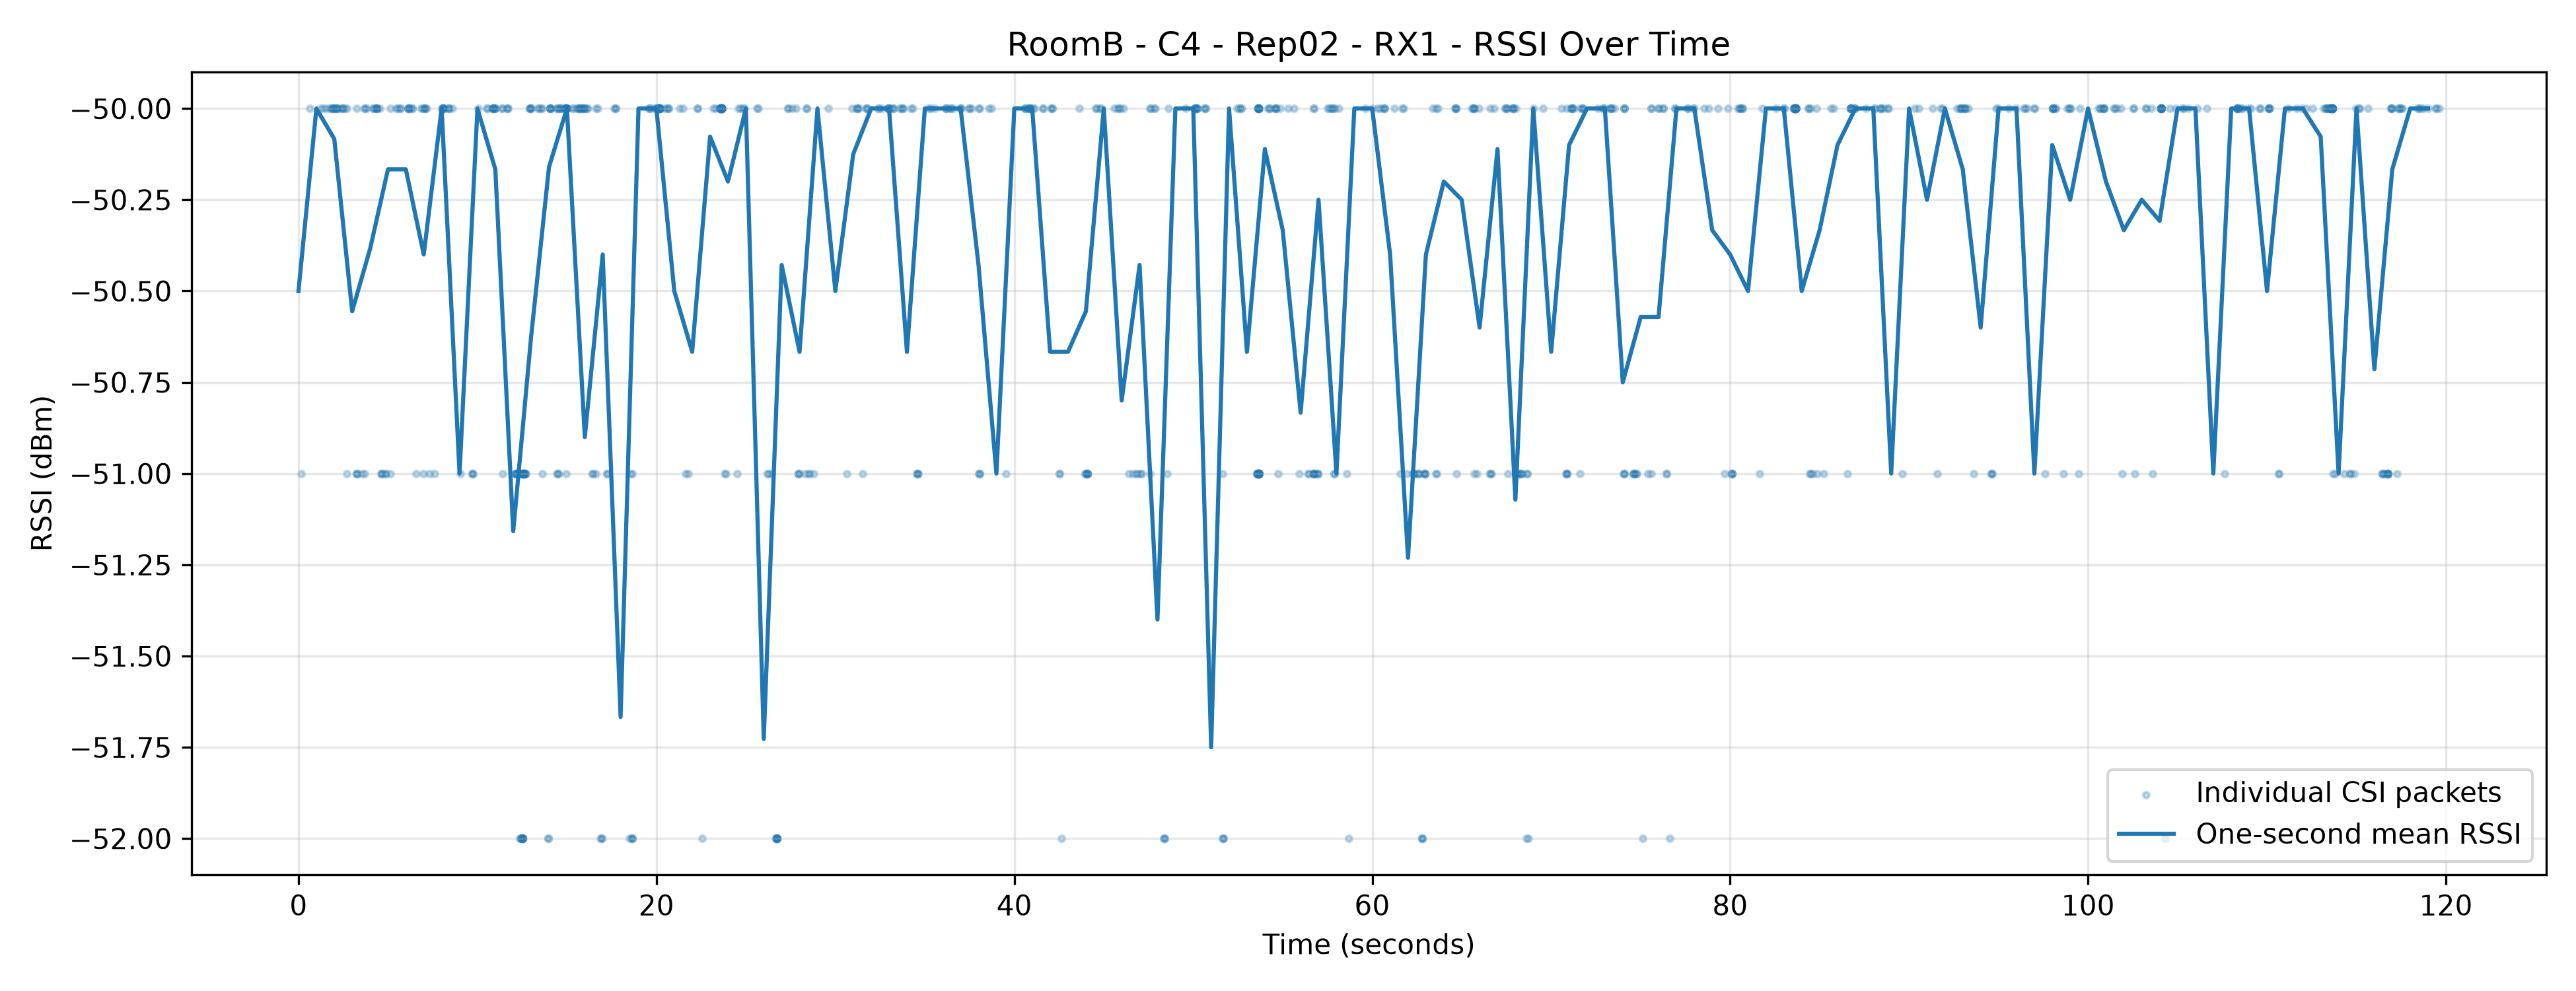 RoomB - C4 - Rep02 - RX1 - RSSI Over Time
RSSI (dBm)
−50.00
−50.25
−50.50
−50.75
−51.00
−51.25
−51.50
−51.75
−52.00
0 20 40 60 80 100 120
Time (seconds)
Individual CSI packets
One-second mean RSSI